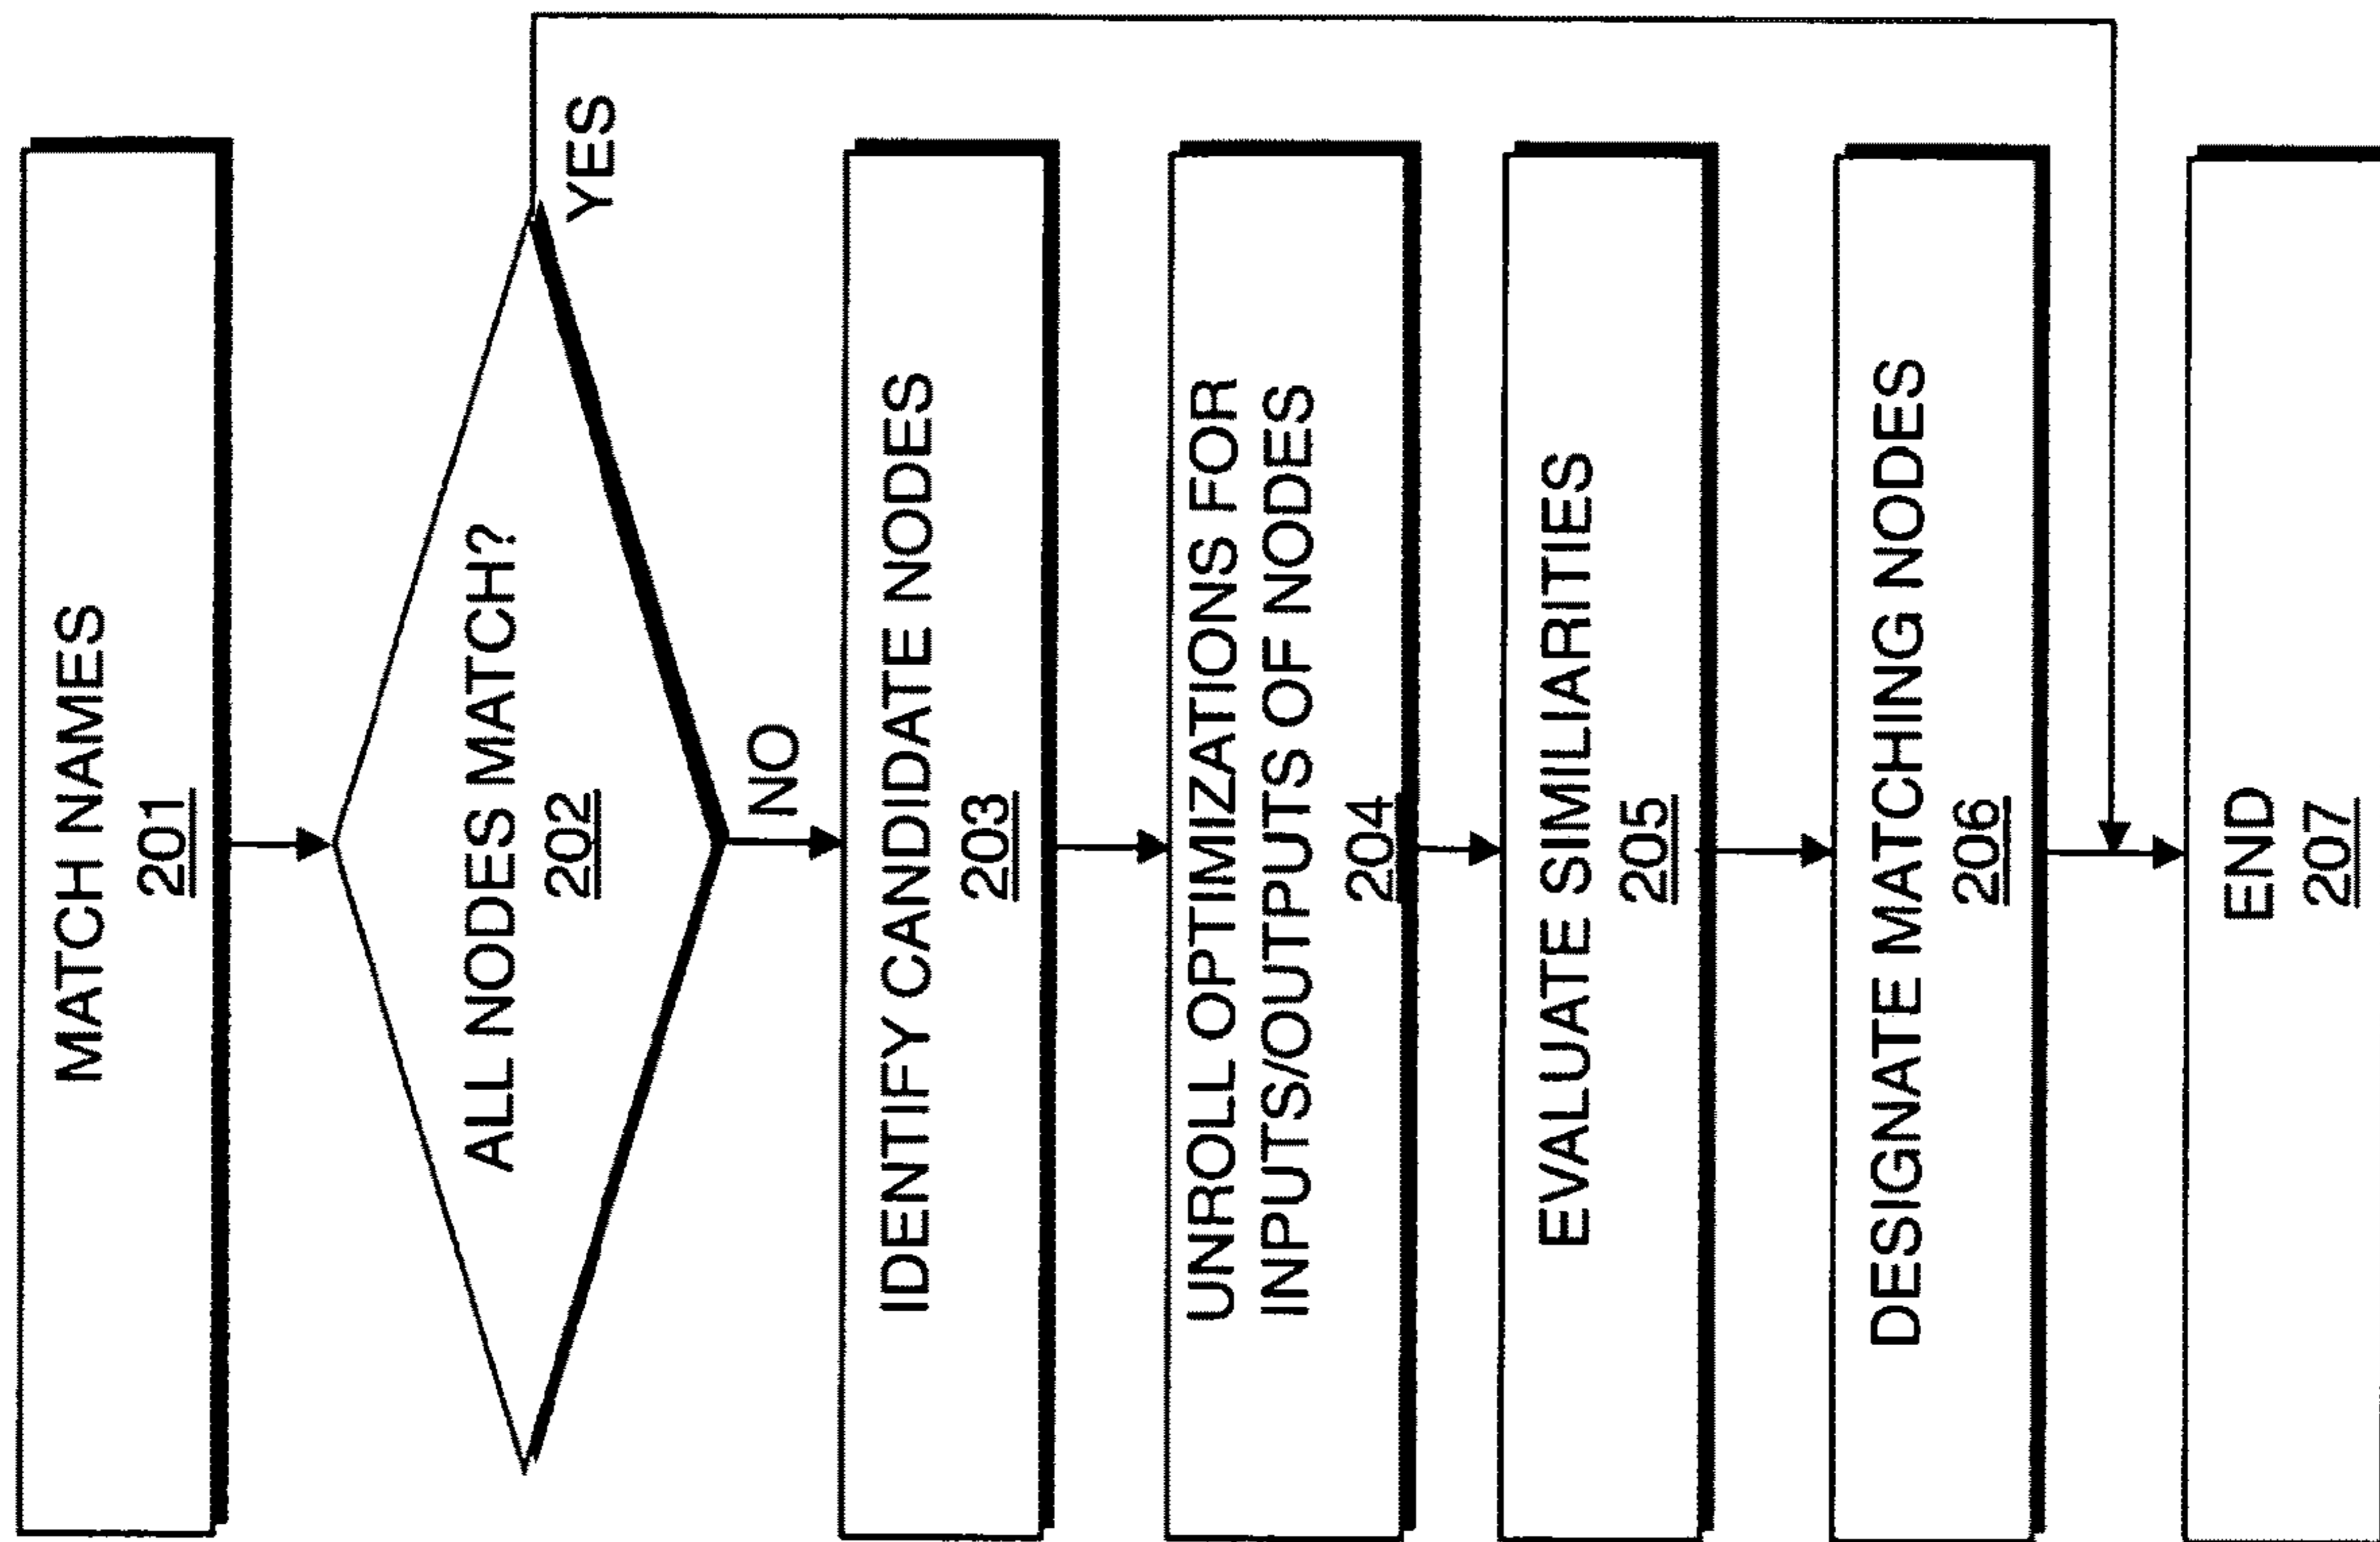 MATCH NAMES
201
ALL NODES MATCH?
202
YES
NO
IDENTIFY CANDIDATE NODES
203
UNROLL OPTIMIZATIONS FOR
INPUTS/OUTPUTS OF NODES
204
EVALUATE SIMILIARITIES
205
DESIGNATE MATCHING NODES
206
END
207